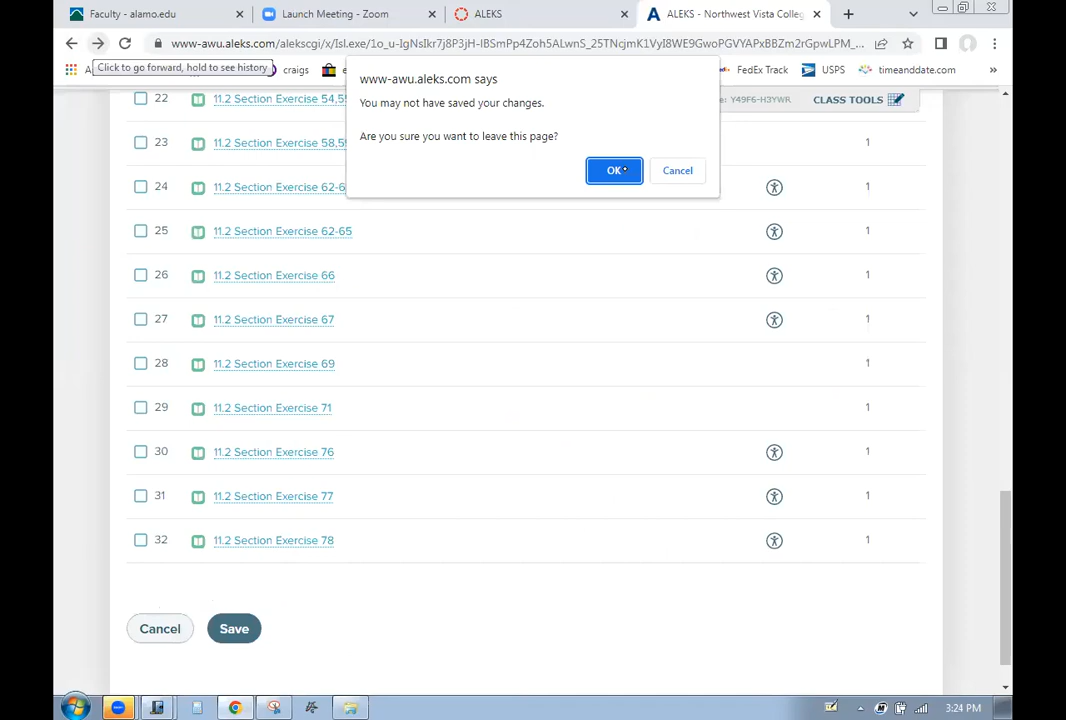 Faculty - alamo.edu
Launch Meeting - Zoom
ALEKS
ALEKS - Northwest Vista Colleg
www-awu.aleks.com/alekscgi/x/Isl.exe/1o_u-IgNsIkr7j8P3jH-IBSmPp4Zoh5ALwnS_25TNcjmK1VyI8WE9GwoPGVYAPxBBZm2rGpwLPM_...
Click to go forward, hold to see history
craigs
FedEx Track
USPS
timeanddate.com
»
www-awu.aleks.com says
You may not have saved your changes.
Are you sure you want to leave this page?
OK
Cancel
e: Y49F6-H3YWR
CLASS TOOLS
22 11.2 Section Exercise 54,55
23 11.2 Section Exercise 58,59 1
24 11.2 Section Exercise 62-6 1
25 11.2 Section Exercise 62-65 1
26 11.2 Section Exercise 66 1
27 11.2 Section Exercise 67 1
28 11.2 Section Exercise 69 1
29 11.2 Section Exercise 71 1
30 11.2 Section Exercise 76 1
31 11.2 Section Exercise 77 1
32 11.2 Section Exercise 78 1
Cancel
Save
3:24 PM